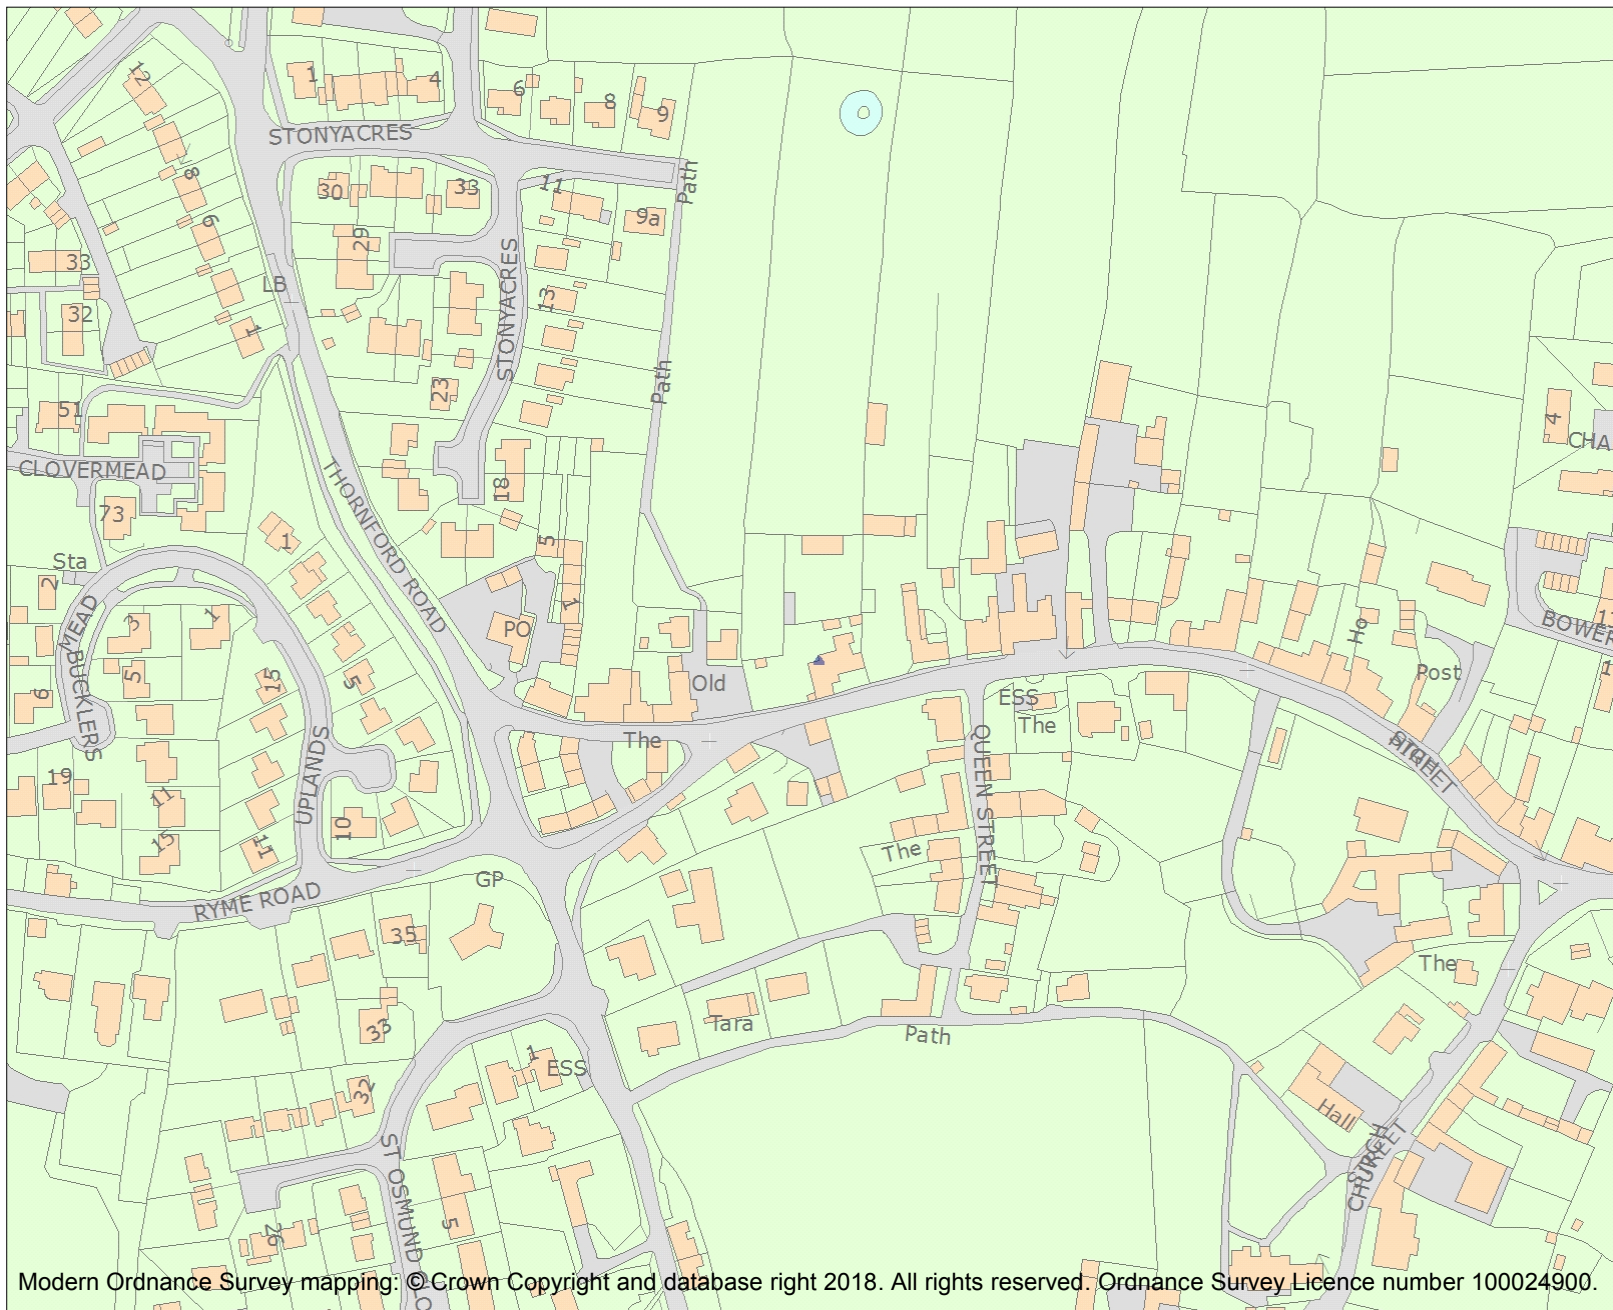 12
1
4
6
8
9
STONYACRES
Path
8
30
33
11
9a
6
29
33
LB
STONYACRES
13
32
1
Path
23
4
51
CHA
CLOVERMEAD
18
73
THORNFORD ROAD
1
5
Sta
2
MEAD
3
1
1
PO
Ho
BOWER
BUCKLERS
5
15
5
Old
Post
6
ESS
The
The
QUEEN STREET
STREET
19
UPLANDS
11
10
15
11
The
GP
RYME ROAD
35
The
33
Tara
Path
1
ESS
32
Hall
CHURCH
STREET
ST OSMUND CLO
5
26
Modern Ordnance Survey mapping: © Crown Copyright and database right 2018. All rights reserved. Ordnance Survey Licence number 100024900.